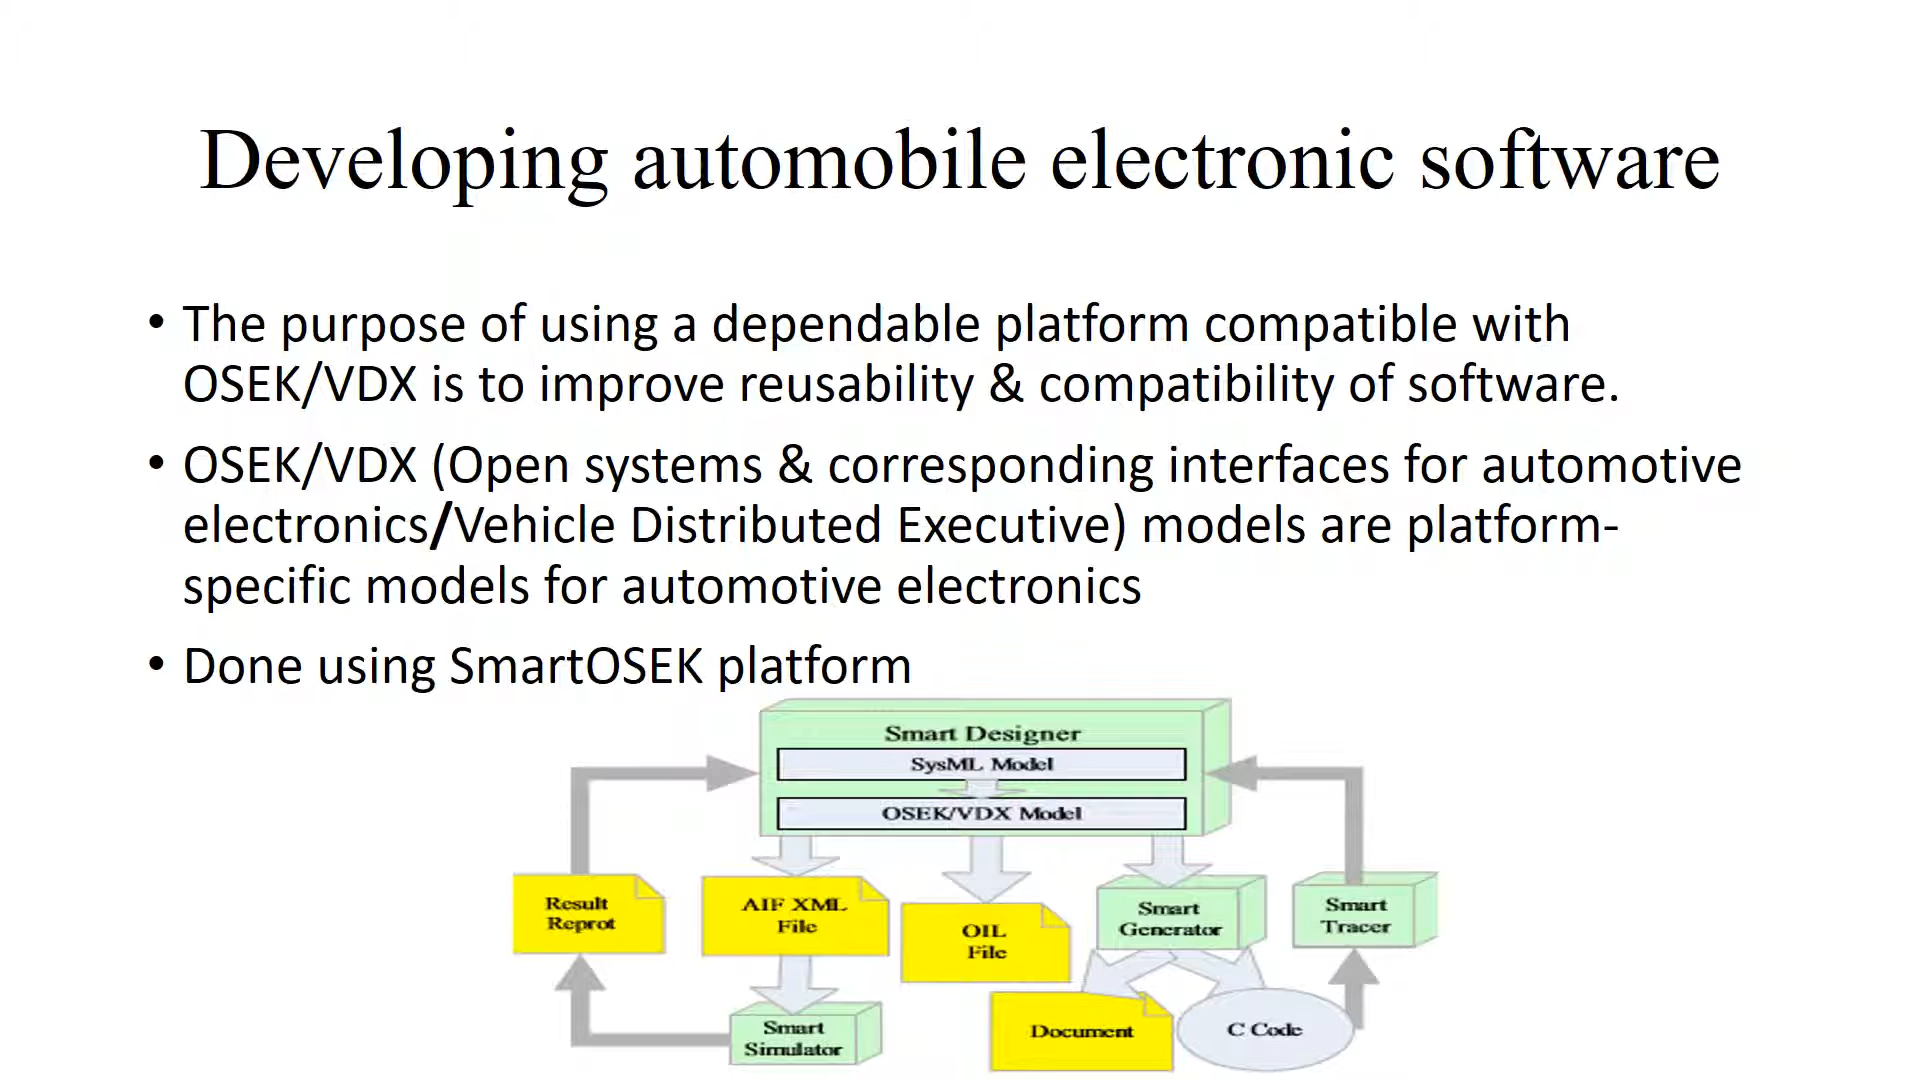 Developing automobile electronic software
• The purpose of using a dependable platform compatible with
OSEK/VDX is to improve reusability & compatibility of software.
• OSEK/VDX (Open systems & corresponding interfaces for automotive
electronics/Vehicle Distributed Executive) models are platform-
specific models for automotive electronics
• Done using SmartOSEK platform
Smart Designer
SysML Model
OSEK/VDX Model
Result
Reprot
AIF XML
File
OIL
File
Smart
Generator
Smart
Tracer
Smart
Simulator
Document
C Code